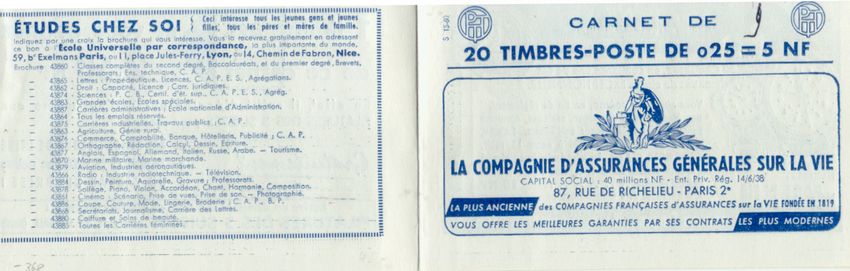 ÉTUDES CHEZ SOI
Ceci intéresse tous les jeunes gens et jeunes
filles, tous les pères et mères de famille.
Indiquez par une croix la brochure qui vous intéresse. Vous la recevrez gratuitement en adressant
ce bon à l'École Universelle par correspondance, la plus importante du monde,
59, bd Exelmans Paris, ou 11, place Jules-Ferry, Lyon, ou 14, Chemin de Fabron, Nice.
Brochure 43860 - Classes complètes du second degré, Baccalauréats, et du premier degré, Brevets,
Professorats; Ens. technique, C. A. P.
— 43865 - Lettres: Propédeutique, Licences, C. A. P. E. S., Agrégations.
— 43862 - Droit: Capacité, Licence; Carr. juridiques.
— 43874 - Sciences: P. C. B., Certif. d'ét. sup., C. A. P. E. S., Agrég.
— 43883 - Grandes écoles, Écoles spéciales.
— 43887 - Carrières administratives; École nationale d'Administration.
— 43864 - Tous les emplois réservés.
— 43875 - Carrières industrielles, Travaux publics; C. A. P.
— 43863 - Agriculture, Génie rural.
— 43876 - Commerce, Comptabilité, Banque, Hôtellerie, Publicité; C. A. P.
— 43867 - Orthographe, Rédaction, Calcul, Dessin, Écriture.
— 43877 - Anglais, Espagnol, Allemand, Italien, Russe, Arabe. — Tourisme.
— 43870 - Marine militaire, Marine marchande.
— 43879 - Aviation, Industries aéronautiques.
— 43866 - Radio; Industrie radiotechnique. — Télévision.
— 43884 - Dessin, Peinture, Aquarelle, Gravure; Professorats.
— 43878 - Solfège, Piano, Violon, Accordéon, Chant, Harmonie, Composition.
— 43861 - Cinéma: Scénario, Prise de vues, Prise de son. — Photographie.
— 43886 - Coupe, Couture, Mode, Lingerie, Broderie; C. A. P., B. P.
— 43868 - Secrétariats, Journalisme, Carrière des Lettres.
— 43880 - Coiffure et Soins de beauté.
— 43885 - Toutes les Carrières féminines.
- 368
S 15-60
PTT
CARNET DE
PTT
20 TIMBRES-POSTE DE 0 25 = 5 NF
LA COMPAGNIE D'ASSURANCES GÉNÉRALES SUR LA VIE
CAPITAL SOCIAL: 40 millions NF - Ent. Priv. Rég. 14/6/38
87, RUE DE RICHELIEU - PARIS 2e
LA PLUS ANCIENNE des COMPAGNIES FRANÇAISES D'ASSURANCES sur la VIE FONDÉE EN 1819
VOUS OFFRE LES MEILLEURES GARANTIES PAR SES CONTRATS LES PLUS MODERNES